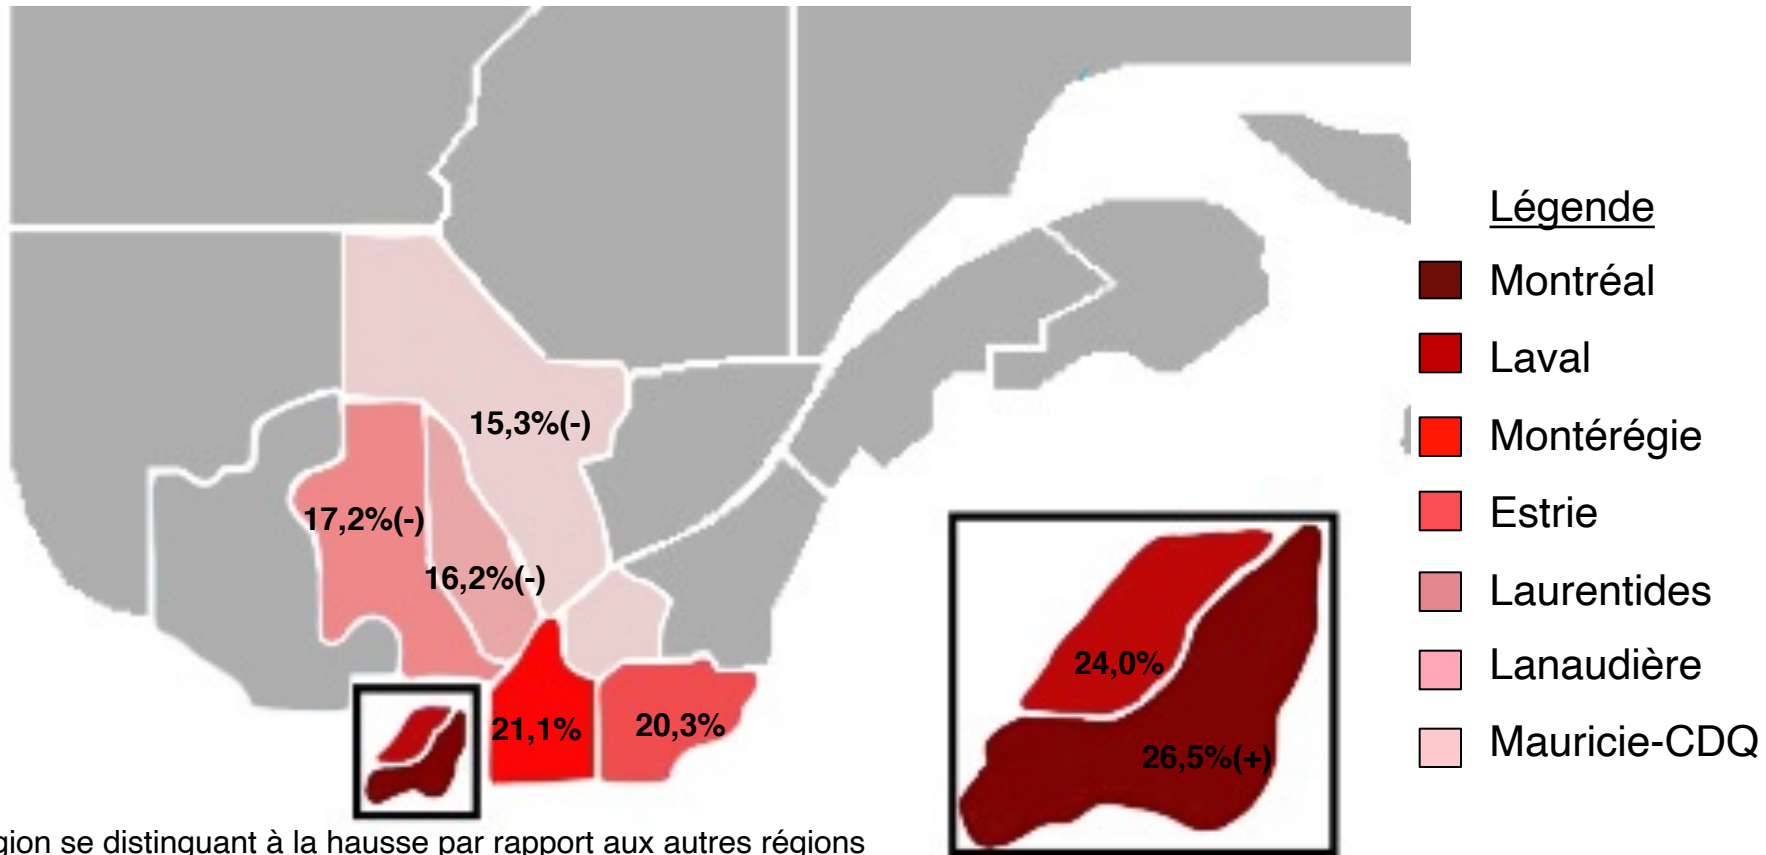 Légende
Montréal
Laval
Montérégie
Estrie
Laurentides
Lanaudière
Mauricie-CDQ
15,3%(-)
17,2%(-)
16,2%(-)
21,1%
20,3%
24,0%
26,5%(+)
se distinguant à la hausse par rapport aux autres régions